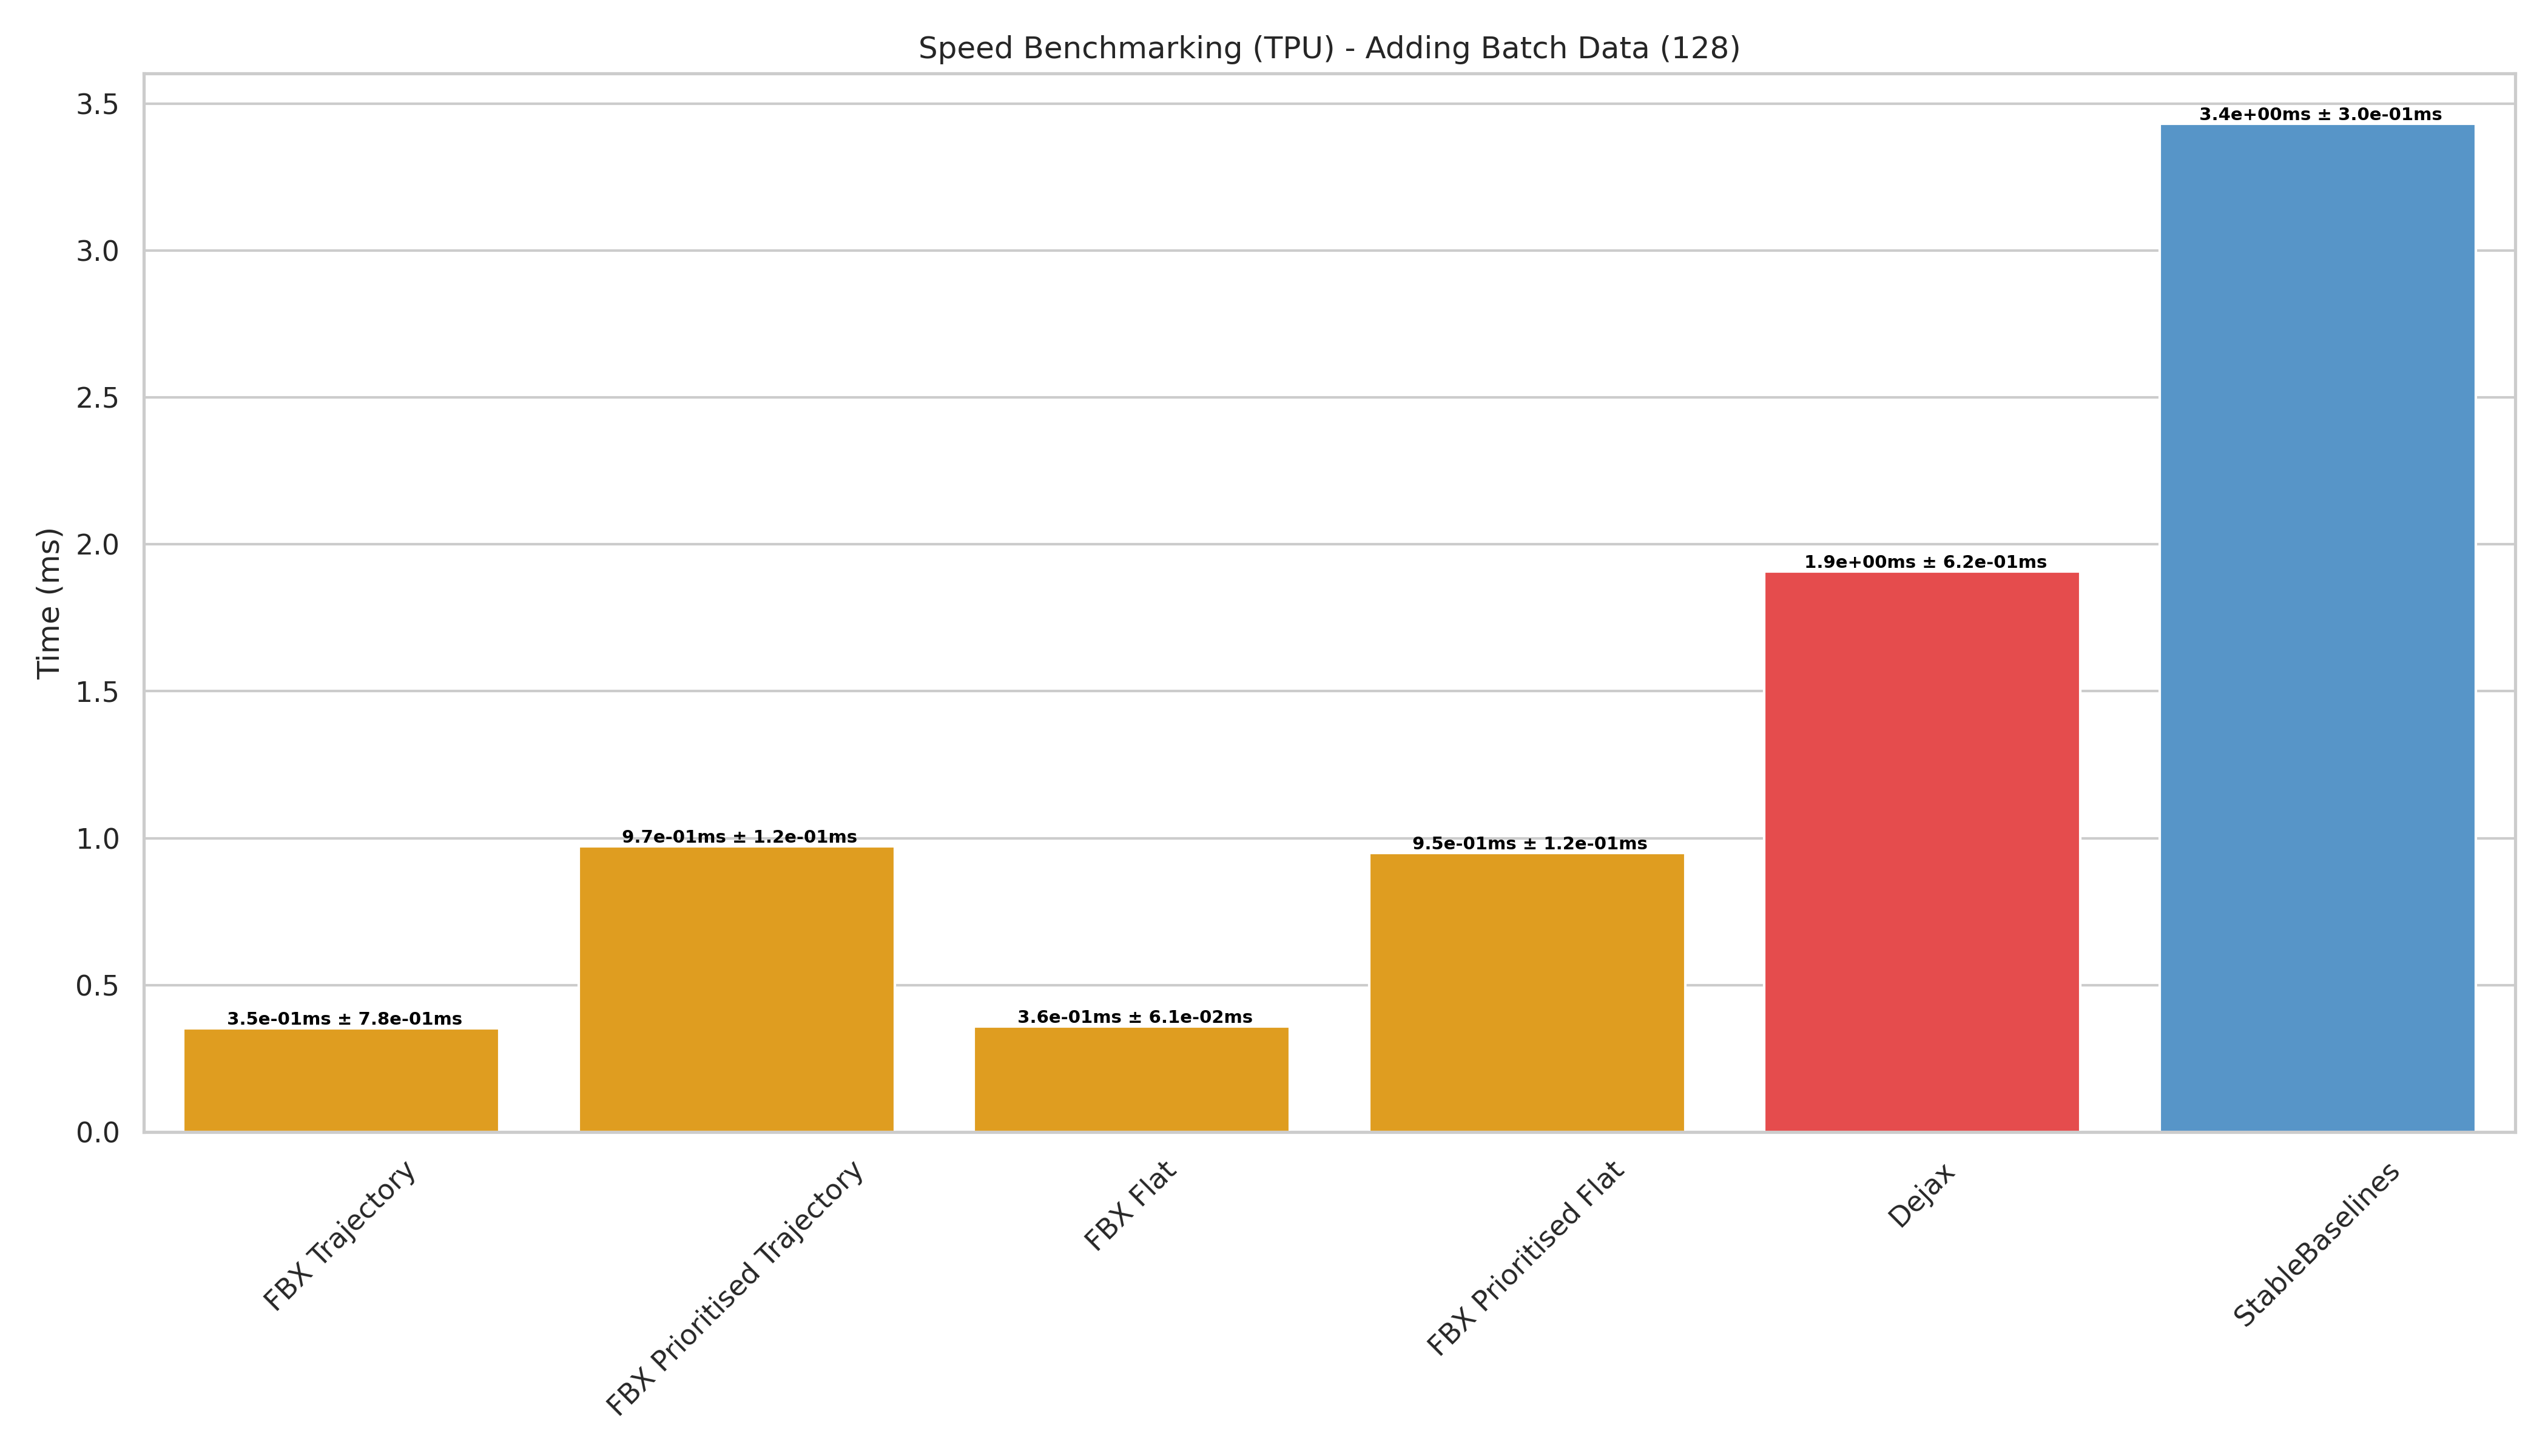 Speed Benchmarking (TPU) - Adding Batch Data (128)
Time (ms)
3.5
3.0
2.5
2.0
1.5
1.0
0.5
0.0
3.5e-01ms ± 7.8e-01ms
9.7e-01ms ± 1.2e-01ms
3.6e-01ms ± 6.1e-02ms
9.5e-01ms ± 1.2e-01ms
1.9e+00ms ± 6.2e-01ms
3.4e+00ms ± 3.0e-01ms
FBX Trajectory
FBX Prioritised Trajectory
FBX Flat
FBX Prioritised Flat
Dejax
StableBaselines